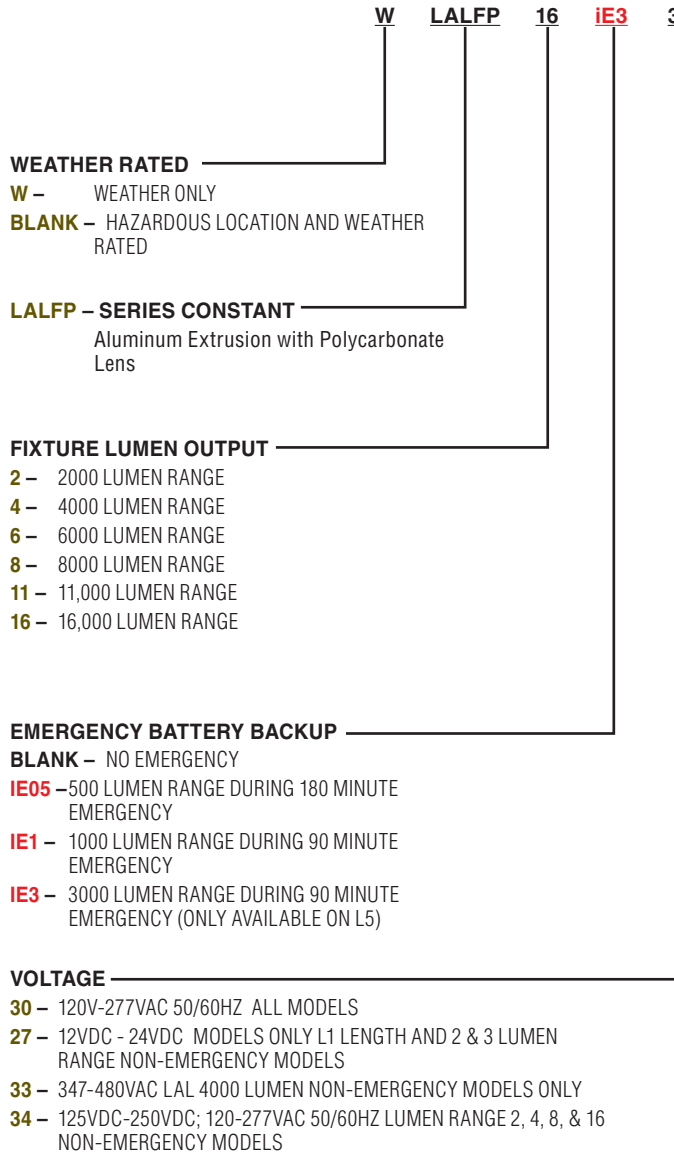 W LALFP 16 iE3
WEATHER RATED
W – WEATHER ONLY
BLANK – HAZARDOUS LOCATION AND WEATHER
RATED
LALFP – SERIES CONSTANT
Aluminum Extrusion with Polycarbonate
Lens
FIXTURE LUMEN OUTPUT
2 – 2000 LUMEN RANGE
4 – 4000 LUMEN RANGE
6 – 6000 LUMEN RANGE
8 – 8000 LUMEN RANGE
11 – 11,000 LUMEN RANGE
16 – 16,000 LUMEN RANGE
EMERGENCY BATTERY BACKUP
BLANK – NO EMERGENCY
IE05 –500 LUMEN RANGE DURING 180 MINUTE
EMERGENCY
IE1 – 1000 LUMEN RANGE DURING 90 MINUTE
EMERGENCY
IE3 – 3000 LUMEN RANGE DURING 90 MINUTE
EMERGENCY (ONLY AVAILABLE ON L5)
VOLTAGE
30 – 120V-277VAC 50/60HZ ALL MODELS
27 – 12VDC - 24VDC MODELS ONLY L1 LENGTH AND 2 & 3 LUMEN
RANGE NON-EMERGENCY MODELS
33 – 347-480VAC LAL 4000 LUMEN NON-EMERGENCY MODELS ONLY
34 – 125VDC-250VDC; 120-277VAC 50/60HZ LUMEN RANGE 2, 4, 8, & 16
NON-EMERGENCY MODELS